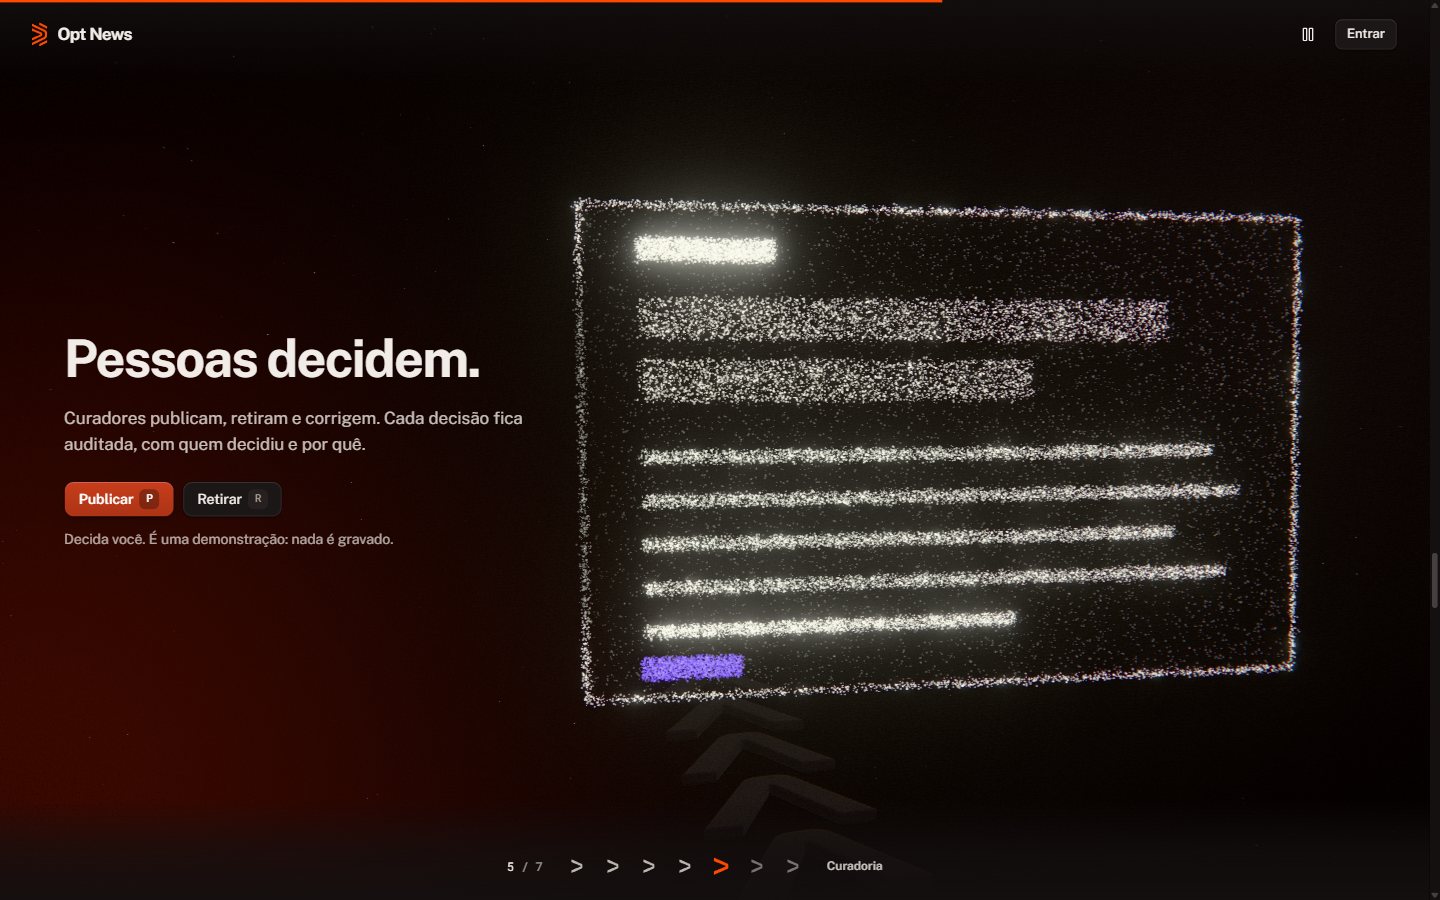 Opt News
Entrar
Pessoas decidem.
Curadores publicam, retiram e corrigem. Cada decisão fica
auditada, com quem decidiu e por quê.
Publicar P
Retirar R
Decida você. É uma demonstração: nada é gravado.
5 / 7 > > > > > > > Curadoria